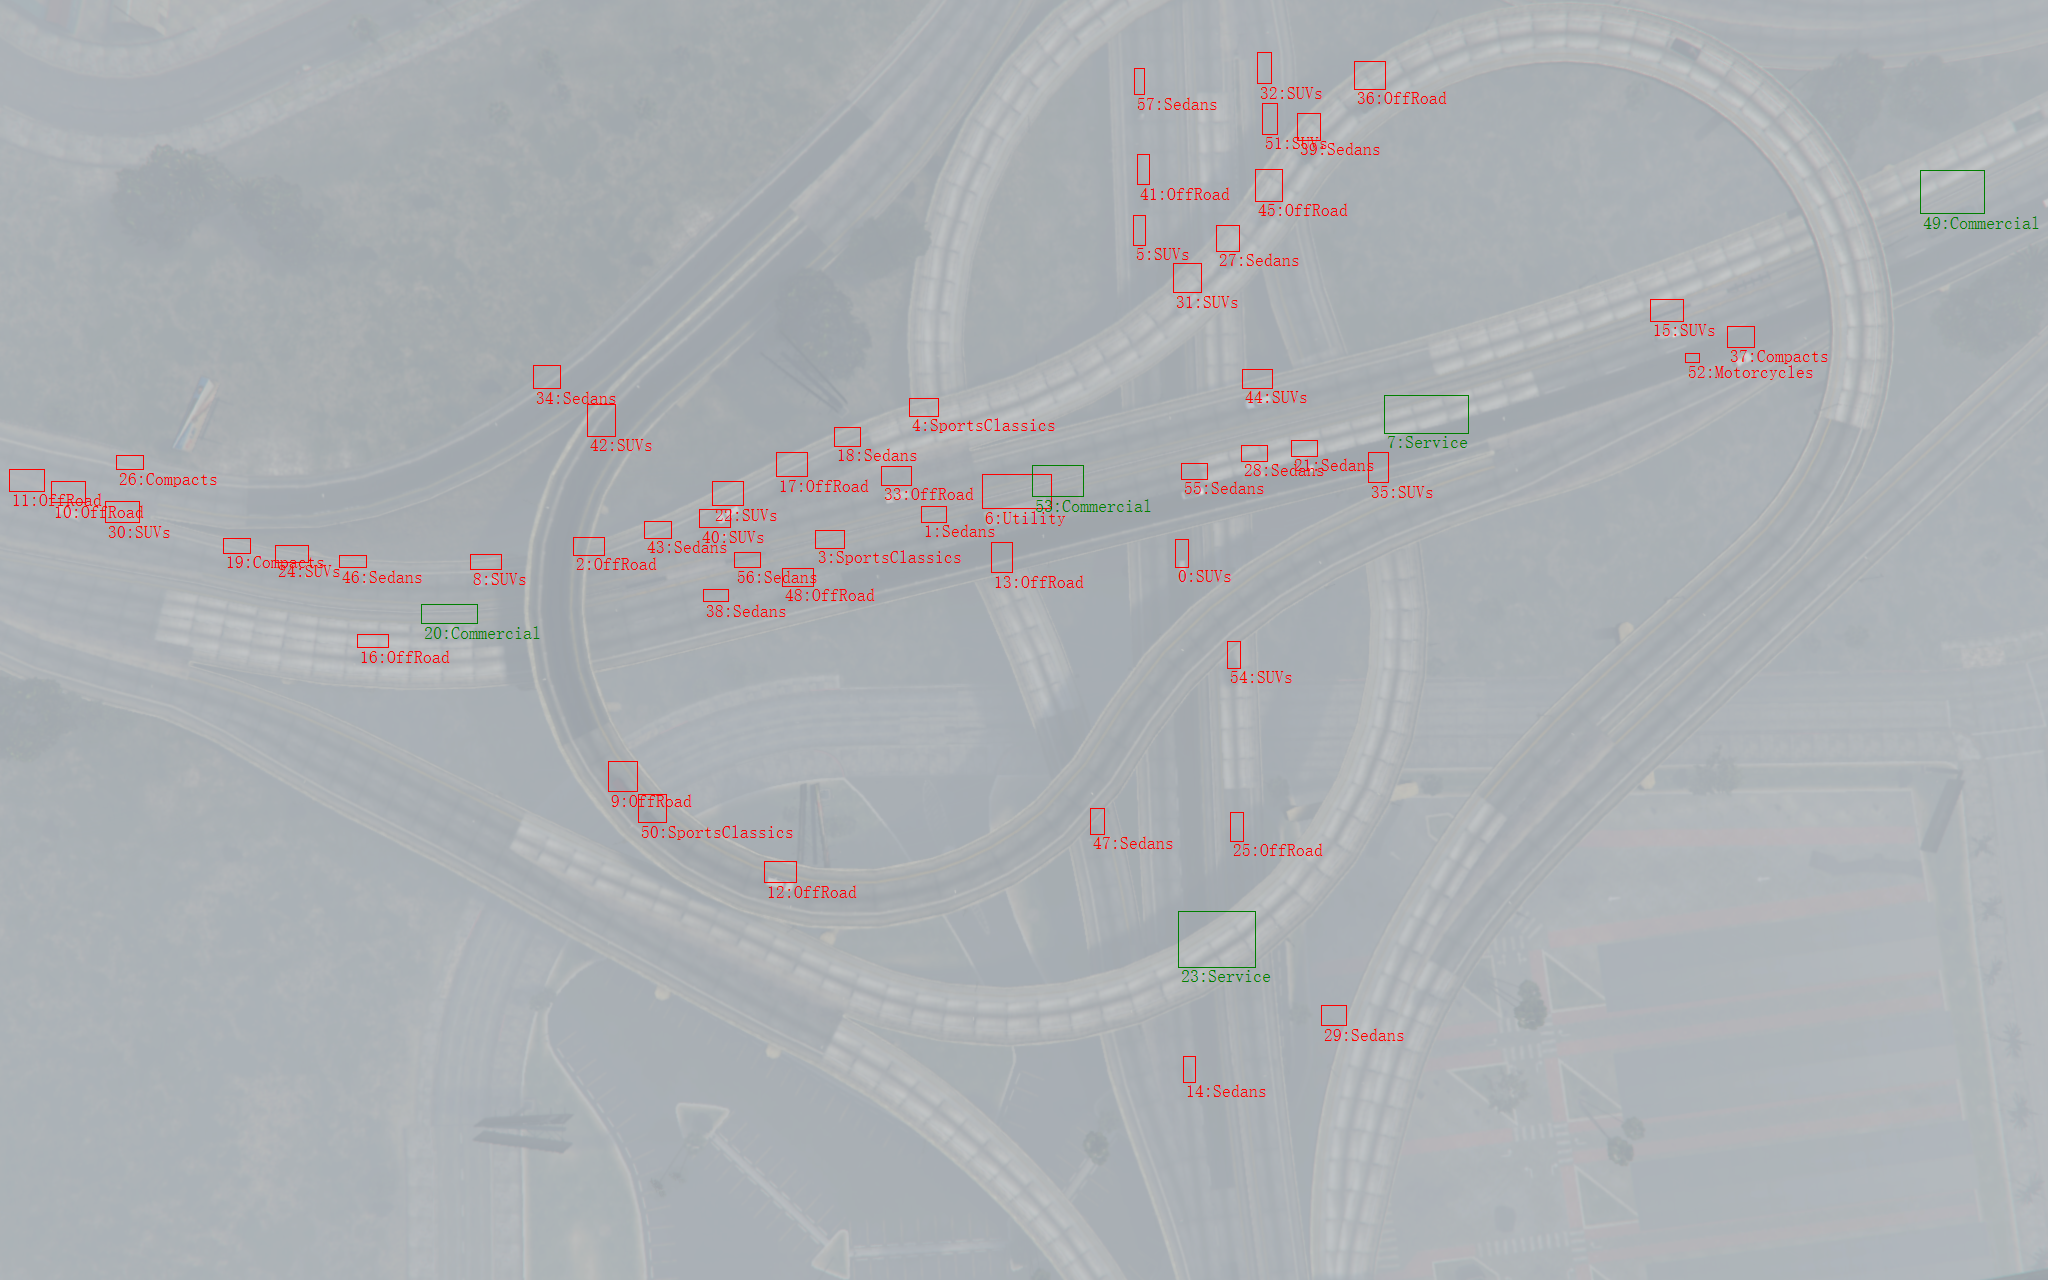 32:SUVs
36:OffRoad
57:Sedans
51:SUVs
39:Sedans
41:OffRoad
45:OffRoad
49:Commercial
5:SUVs
27:Sedans
31:SUVs
15:SUVs
37:Compacts
52:Motorcycles
34:Sedans
44:SUVs
4:SportsClassics
42:SUVs
7:Service
18:Sedans
21:Sedans
28:Sedans
26:Compacts
17:OffRoad
55:Sedans
33:OffRoad
35:SUVs
11:OffRoad
53:Commercial
10:OffRoad
22:SUVs
6:Utility
30:SUVs
1:Sedans
40:SUVs
43:Sedans
3:SportsClassics
19:Compacts
2:OffRoad
24:SUVs
46:Sedans
8:SUVs
56:Sedans
0:SUVs
13:OffRoad
48:OffRoad
38:Sedans
20:Commercial
16:OffRoad
54:SUVs
9:OffRoad
50:SportsClassics
47:Sedans
25:OffRoad
12:OffRoad
23:Service
29:Sedans
14:Sedans